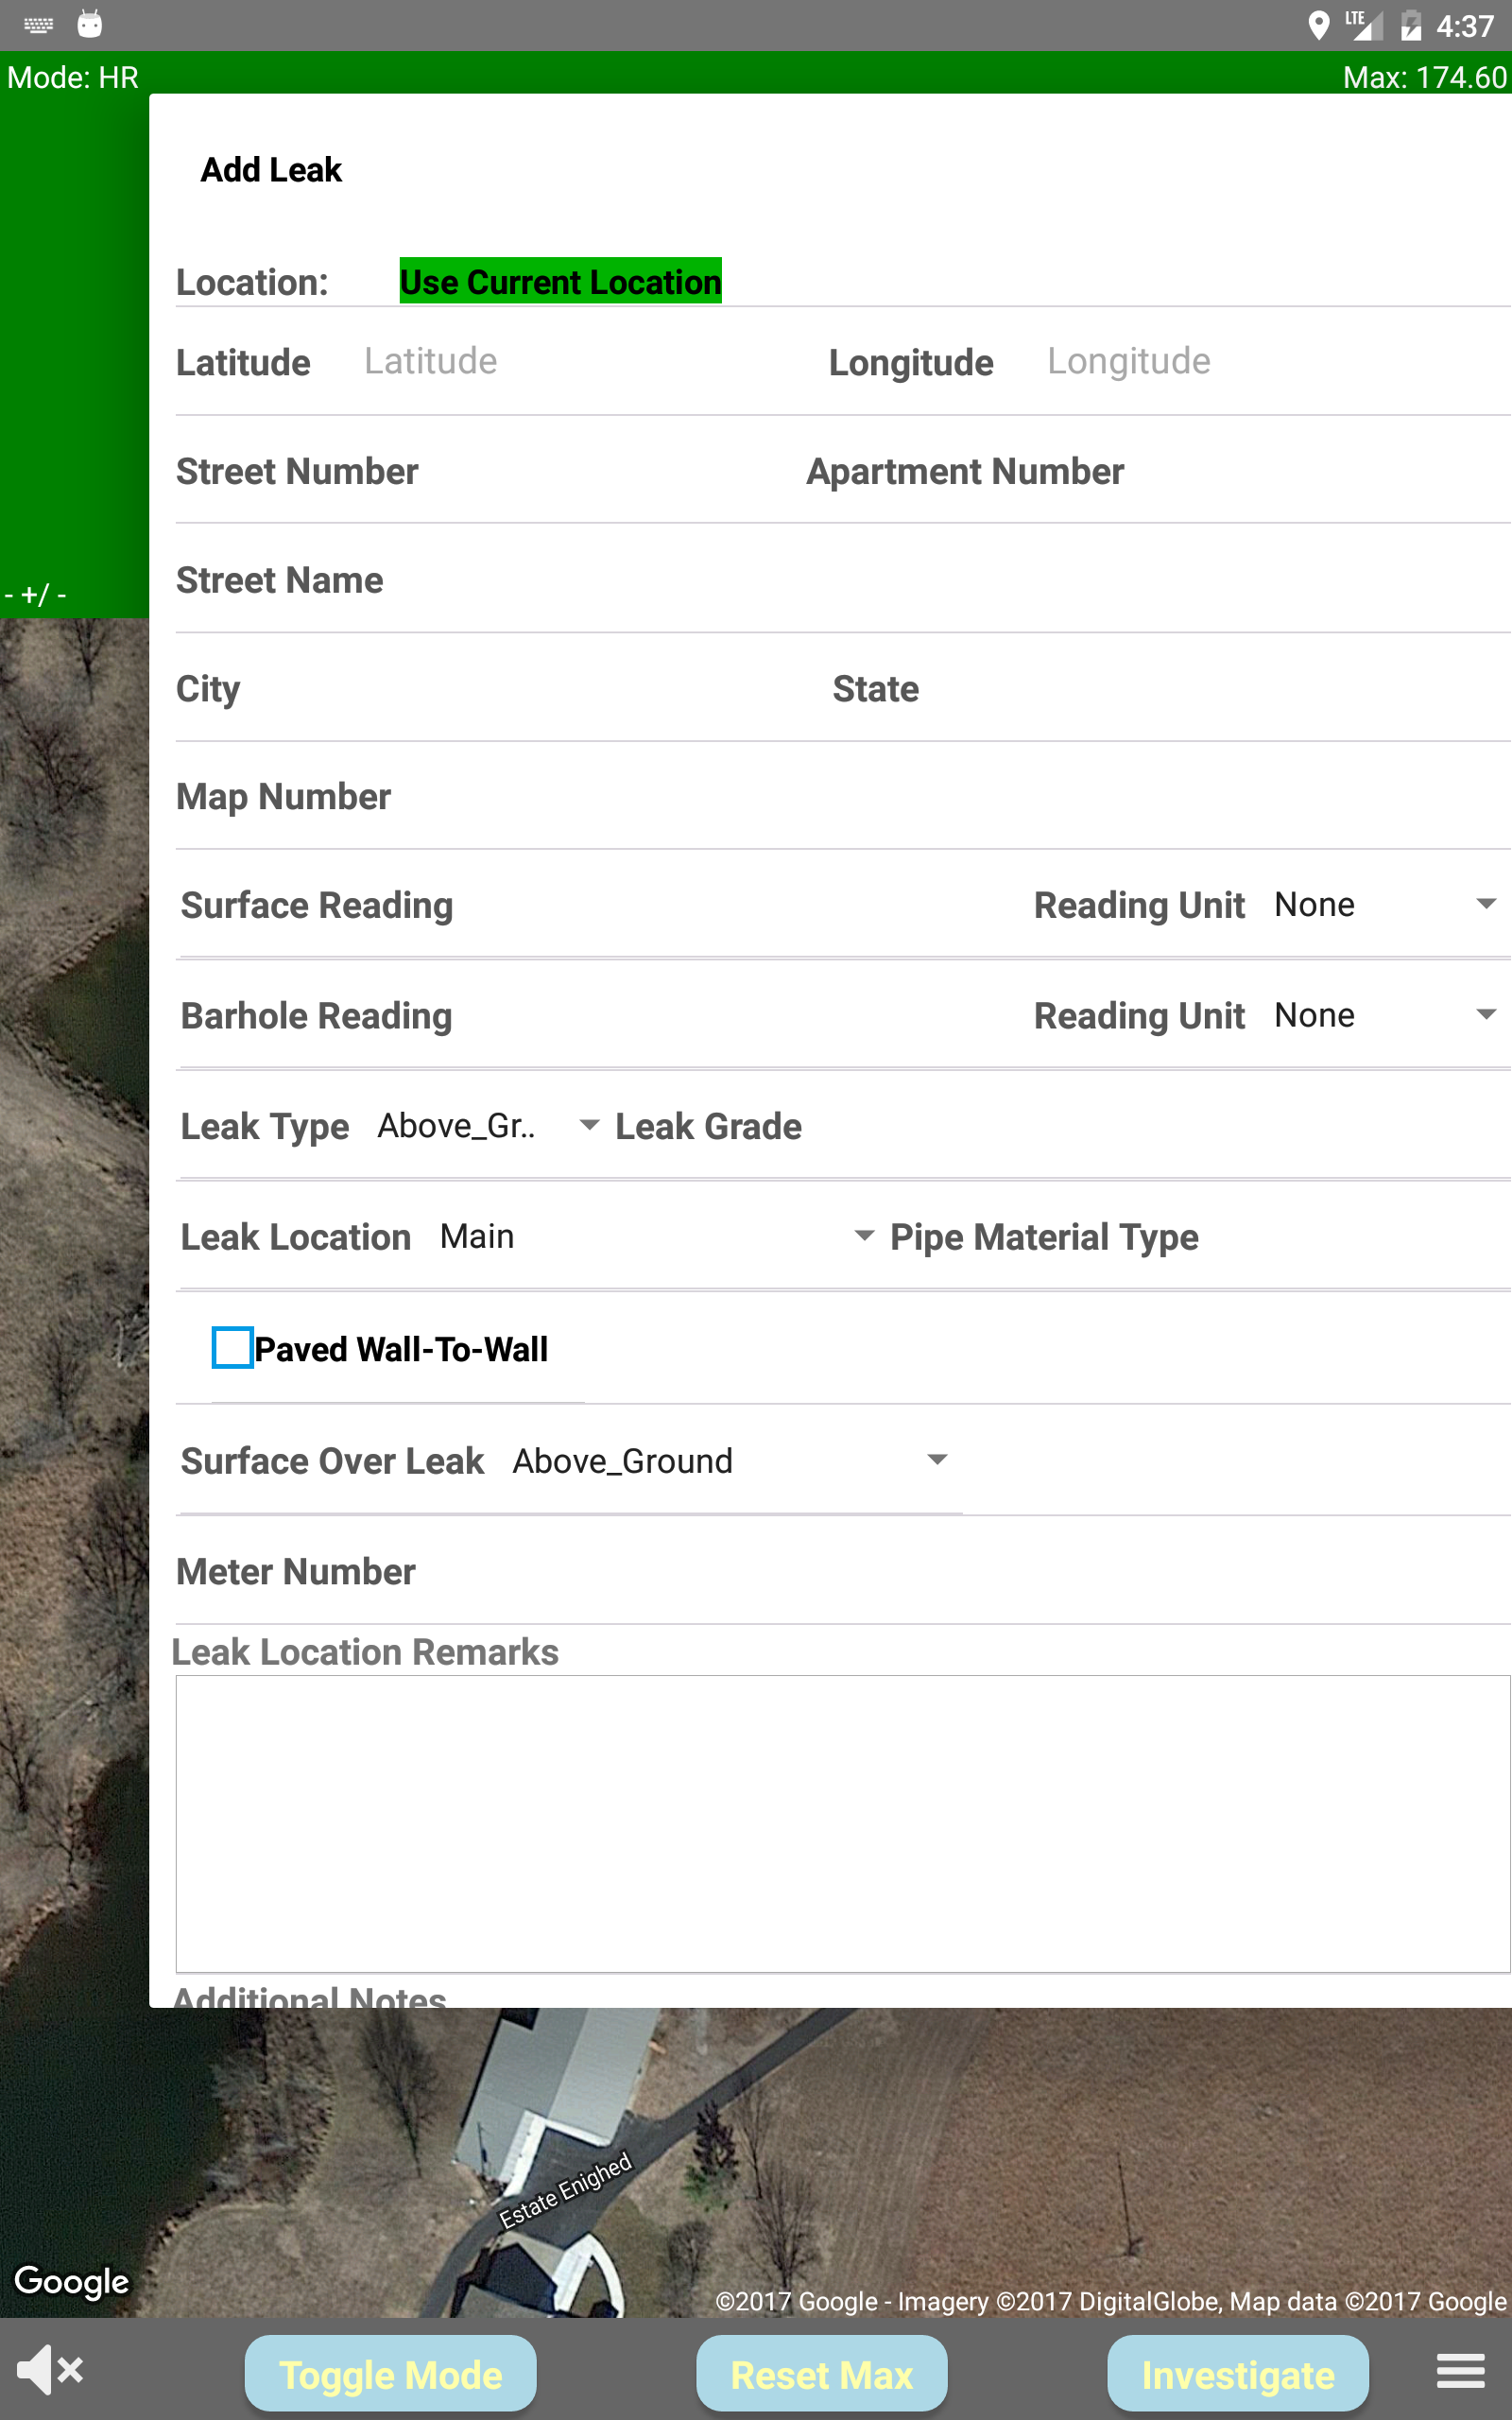 LTE 4:37
Mode: HR Max: 174.60
Add Leak
Location: Use Current Location
Latitude Latitude Longitude Longitude
Street Number Apartment Number
Street Name
- +/ -
City State
Map Number
Surface Reading Reading Unit None
Barhole Reading Reading Unit None
Leak Type Above_Gr.. Leak Grade
Leak Location Main Pipe Material Type
Paved Wall-To-Wall
Surface Over Leak Above_Ground
Meter Number
Leak Location Remarks
Additional Notes
Estate Enighed
Google
©2017 Google - Imagery ©2017 DigitalGlobe, Map data ©2017 Google
Toggle Mode Reset Max Investigate